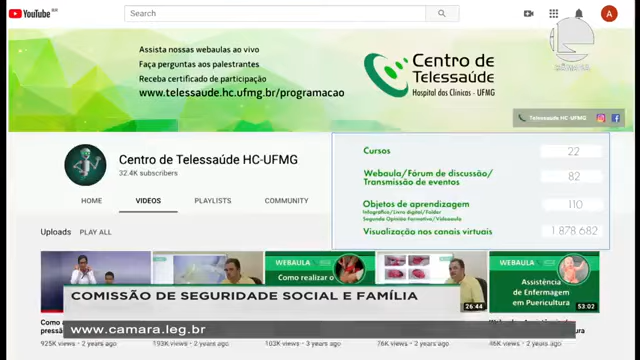 YouTube BR
Search
Assista nossas webaulas ao vivo
Faça perguntas aos palestrantes
Receba certificado de participação
www.telessaude.hc.ufmg.br/programacao
Centro de
Telessaúde
Hospital das Clínicas - UFMG
Telessaúde HC-UFMG
Centro de Telessaúde HC-UFMG
32.4K subscribers
HOME VIDEOS PLAYLISTS COMMUNITY
Cursos 22
Webaula/Fórum de discussão/
Transmissão de eventos 82
Objetos de aprendizagem 110
Infográfico/Livro digital/Folder
Segunda Opinião Formativa/Videoaula
Visualização nos canais virtuais 1 878 682
Uploads PLAY ALL
WEBAULA
Como realizar o
26:44
WEBAULA
Assistência
de Enfermagem
em Puericultura
53:02
COMISSÃO DE SEGURIDADE SOCIAL E FAMÍLIA
www.camara.leg.br
925K views • 2 years ago
193K views • 2 years ago
103K views • 3 years ago
76K views • 2 years ago
46K views • 2 years ago